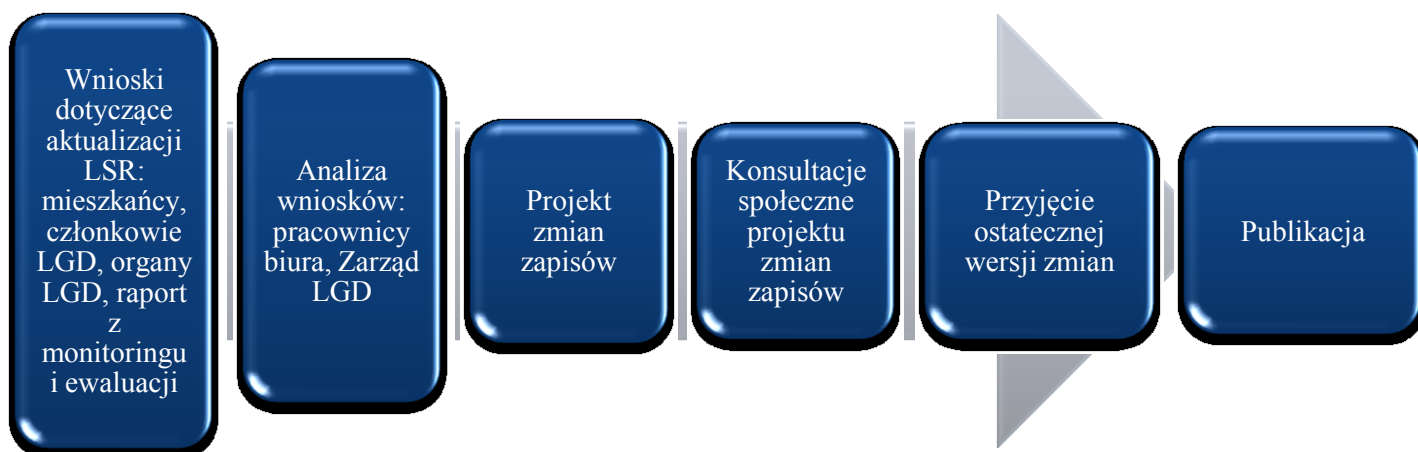 Wnioski
dotyczące
aktualizacji
LSR:
mieszkańcy,
członkowie
LGD, organy
LGD, raport
z
monitoringu
i ewaluacji
Analiza
wniosków:
pracownicy
biura, Zarząd
LGD
Projekt
zmian
zapisów
Konsultacje
społeczne
projektu
zmian
zapisów
Przyjęcie
ostatecznej
wersji zmian
Publikacja